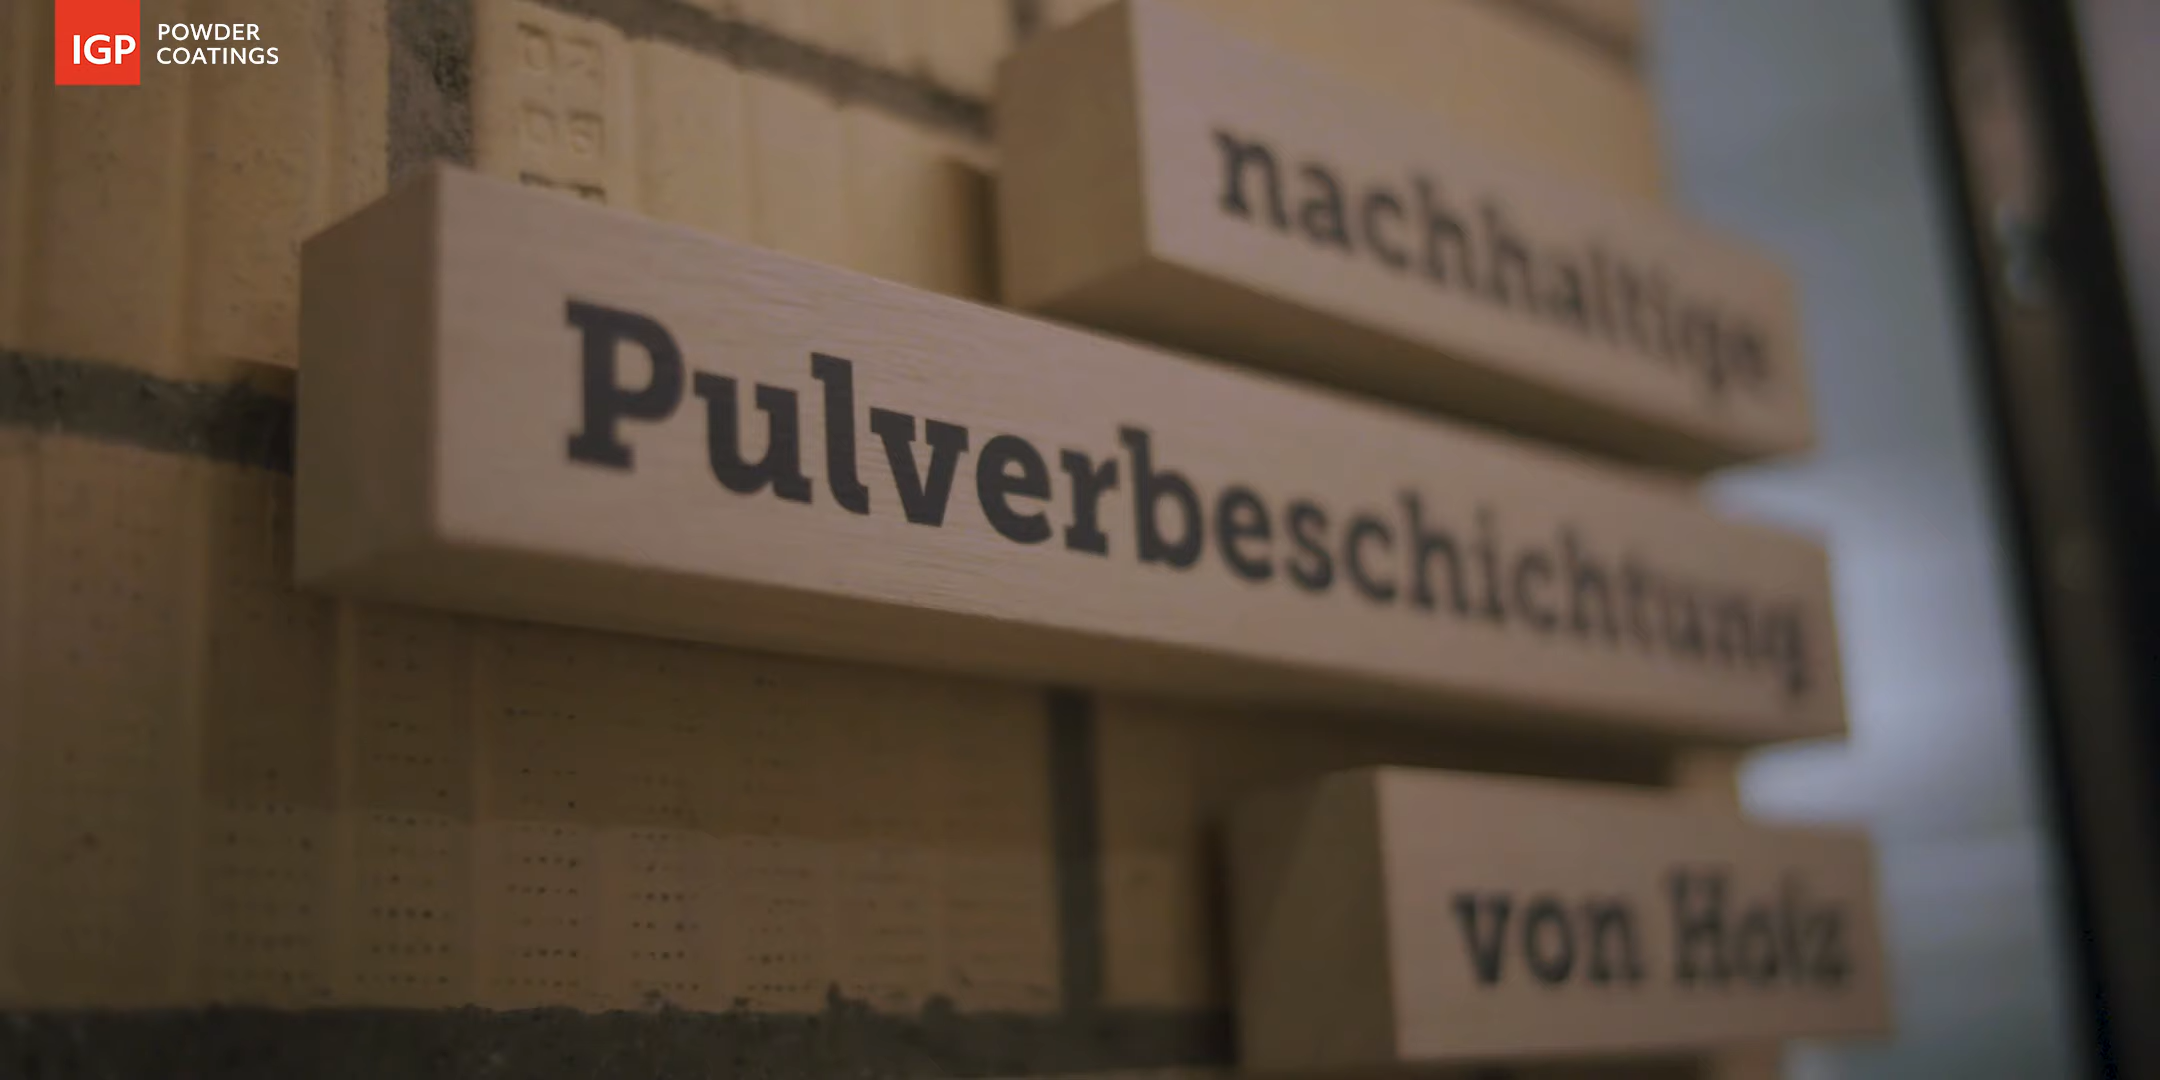 IGP
POWDER
COATINGS
nachhaltige
Pulverbeschichtung
von Holz